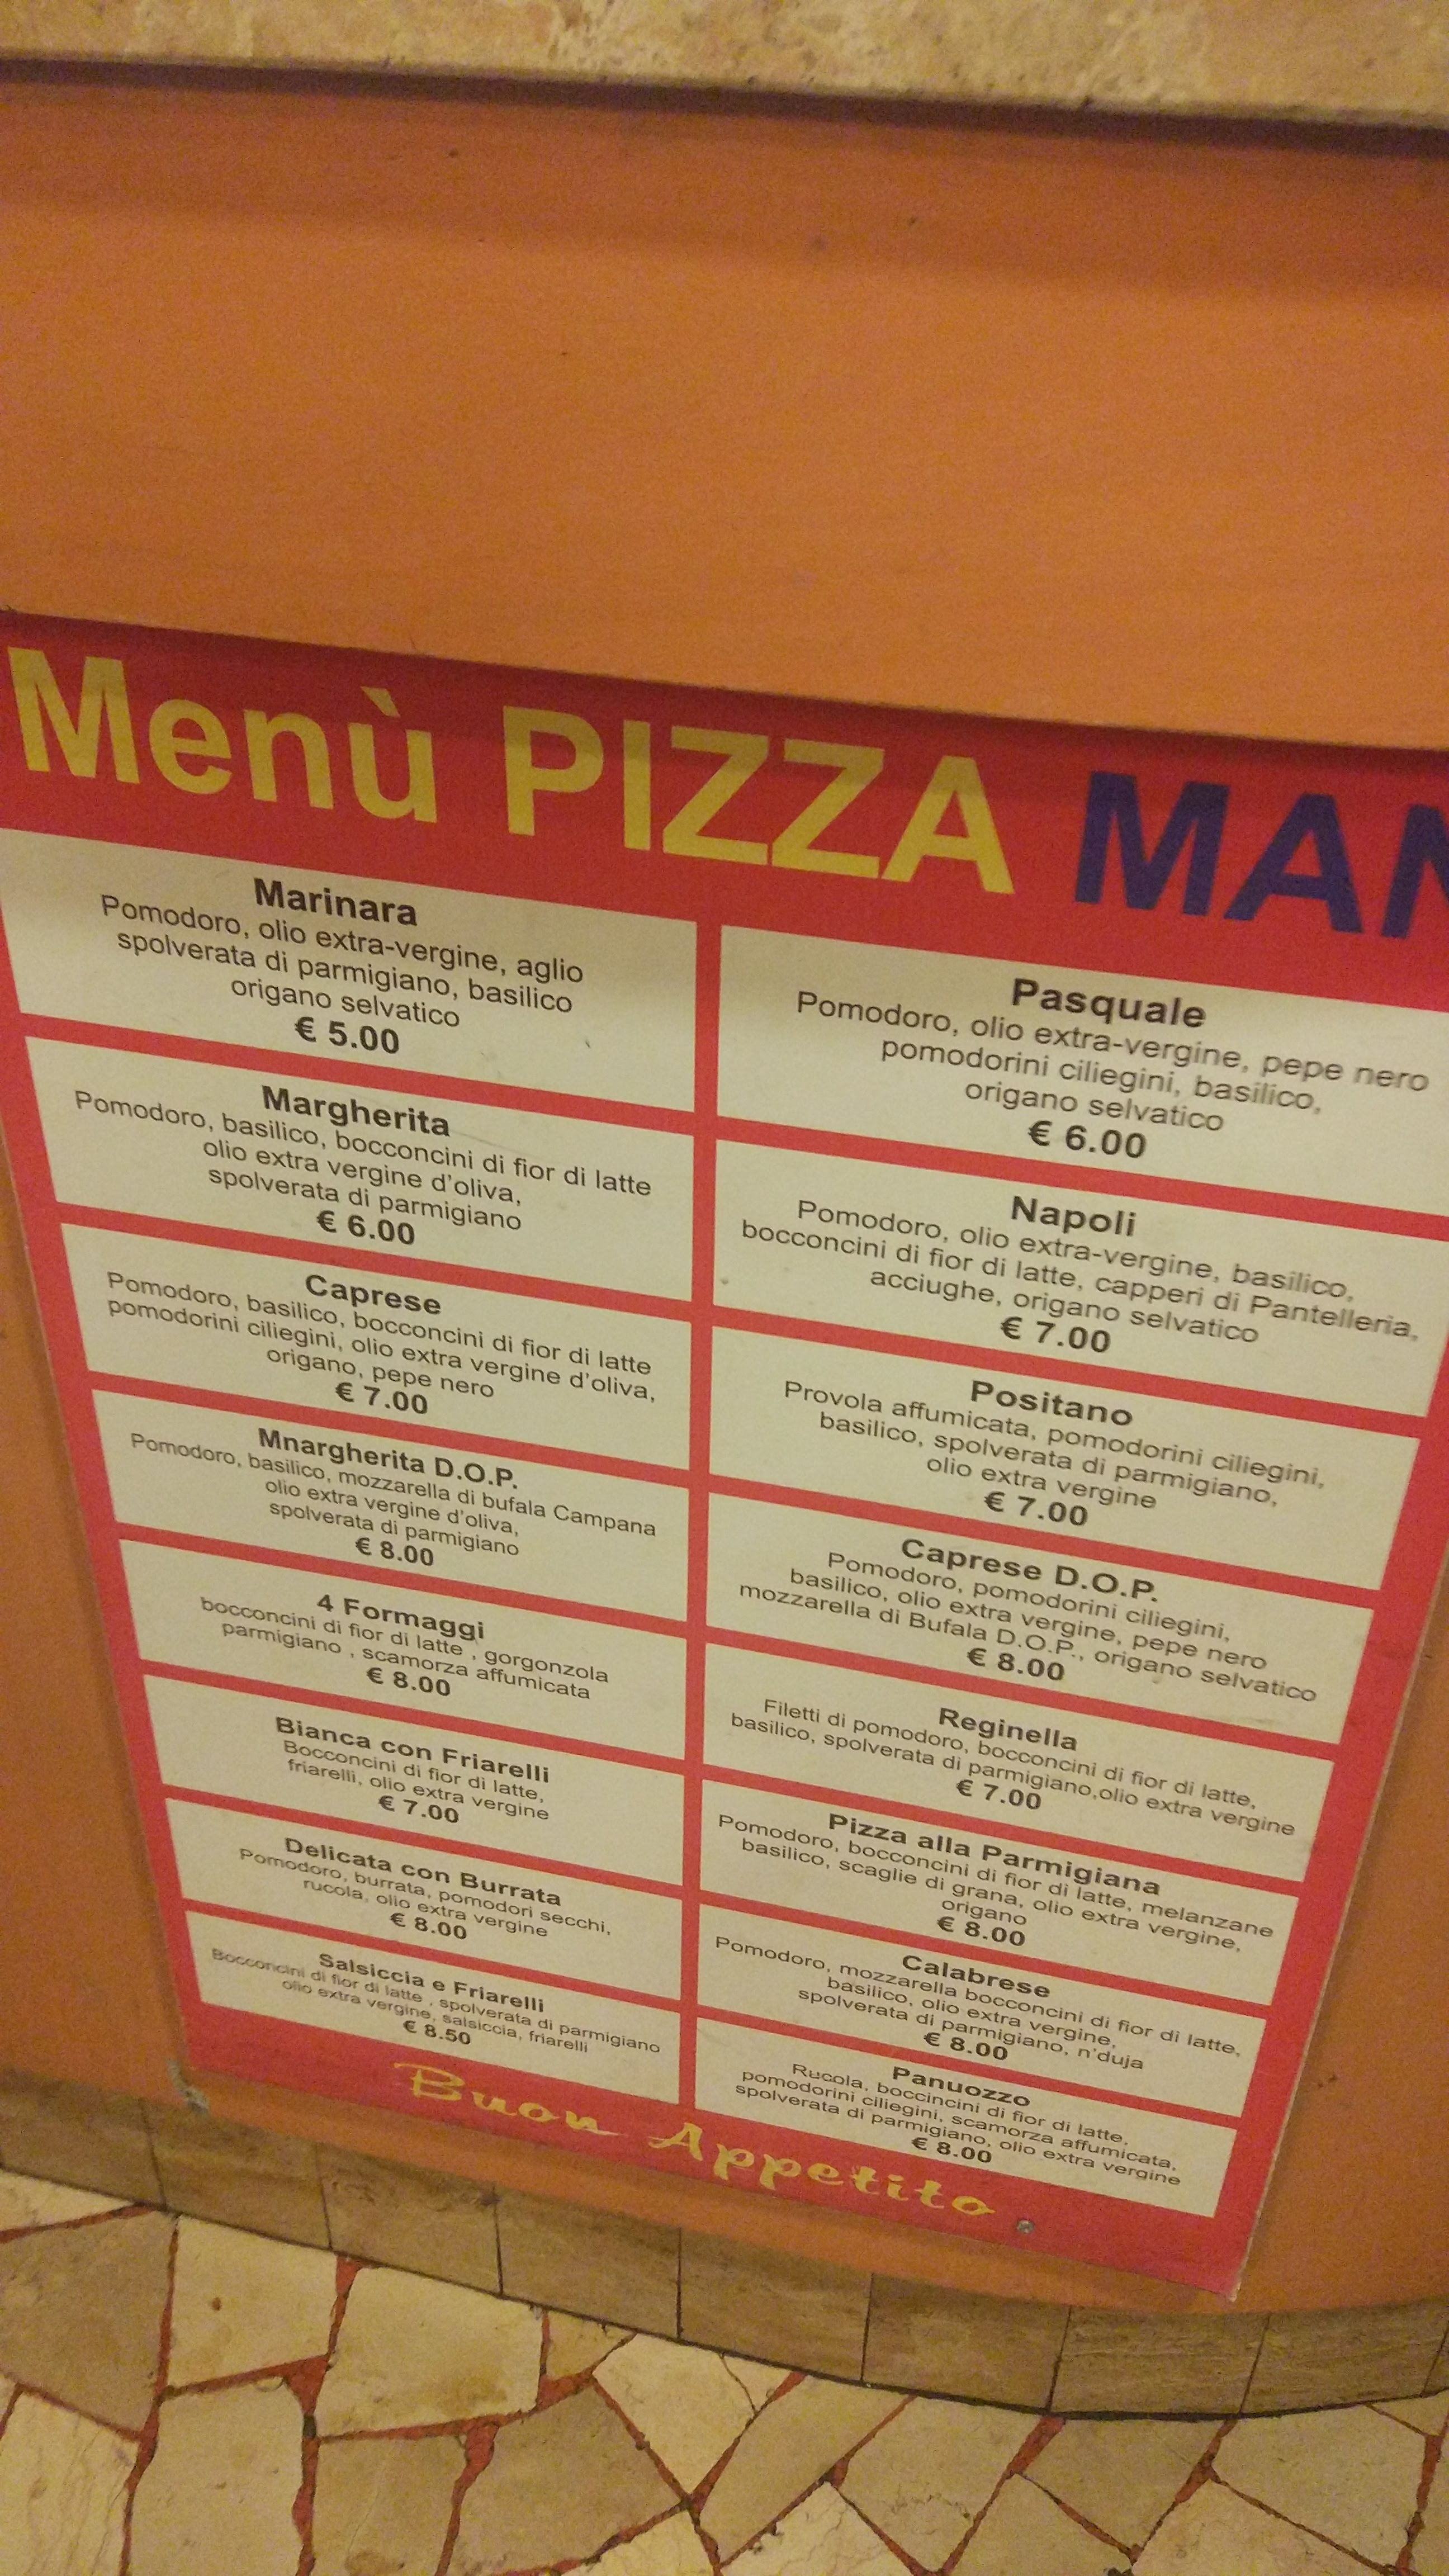 Menù PIZZA MAN
Marinara
Pomodoro, olio extra-vergine, aglio
spolverata di parmigiano, basilico
origano selvatico
€ 5.00
Margherita
Pomodoro, basilico, bocconcini di fior di latte
olio extra vergine d'oliva,
spolverata di parmigiano
€ 6.00
Caprese
Pomodoro, basilico, bocconcini di fior di latte
pomodorini ciliegini, olio extra vergine d'oliva,
origano, pepe nero
€ 7.00
Mnargherita D.O.P.
Pomodoro, basilico, mozzarella di bufala Campana
olio extra vergine d'oliva,
spolverata di parmigiano
€ 8.00
4 Formaggi
bocconcini di fior di latte , gorgonzola
parmigiano , scamorza affumicata
€ 8.00
Bianca con Friarelli
Bocconcini di fior di latte,
friarelli, olio extra vergine
€ 7.00
Delicata con Burrata
Pomodoro, burrata, pomodori secchi,
rucola, olio extra vergine
€ 8.00
Salsiccia e Friarelli
Bocconcini di fior di latte , spolverata di parmigiano
olio extra vergine, salsiccia, friarelli
€ 8.50
Pasquale
Pomodoro, olio extra-vergine, pepe nero
pomodorini ciliegini, basilico,
origano selvatico
€ 6.00
Napoli
Pomodoro, olio extra-vergine, basilico,
bocconcini di fior di latte, capperi di Pantelleria,
acciughe, origano selvatico
€ 7.00
Positano
Provola affumicata, pomodorini ciliegini,
basilico, spolverata di parmigiano,
olio extra vergine
€ 7.00
Caprese D.O.P.
Pomodoro, pomodorini ciliegini,
basilico, olio extra vergine, pepe nero
mozzarella di Bufala D.O.P., origano selvatico
€ 8.00
Reginella
Filetti di pomodoro, bocconcini di fior di latte,
basilico, spolverata di parmigiano,olio extra vergine
€ 7.00
Pizza alla Parmigiana
Pomodoro, bocconcini di fior di latte, melanzane
basilico, scaglie di grana, olio extra vergine,
origano
€ 8.00
Calabrese
Pomodoro, mozzarella bocconcini di fior di latte,
basilico, olio extra vergine,
spolverata di parmigiano, n'duja
€ 8.00
Panuozzo
Rucola, boccincini di fior di latte,
pomodorini ciliegini, scamorza affumicata,
spolverata di parmigiano, olio extra vergine
€ 8.00
Buon Appetito